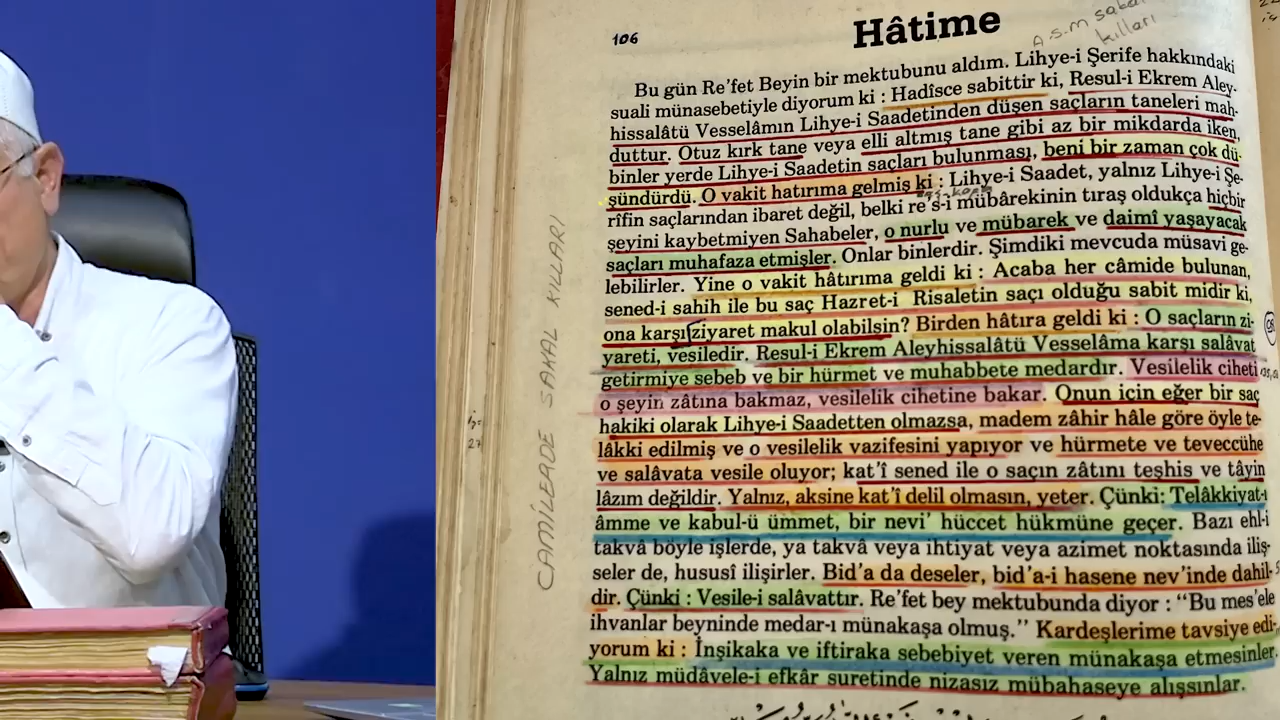 106
Hâtime
A.S.M sakal
kılları
Bu gün Re'fet Beyin bir mektubunu aldım. Lihye-i Şerife hakkındaki
suali münasebetiyle diyorum ki : Hadîsce sabittir ki, Resul-i Ekrem Aley-
hissalâtü Vesselâmın Lihye-i Saadetinden düşen saçların taneleri mah-
duttur. Otuz kırk tane veya elli altmış tane gibi az bir mikdarda iken,
binler yerde Lihye-i Saadetin saçları bulunması, beni bir zaman çok dü-
şündürdü. O vakit hatırıma gelmiş ki : Lihye-i Saadet, yalnız Lihye-i Şe-
rîfin saçlarından ibaret değil, belki re's-i mübârekinin tıraş oldukça hiçbir
şeyini kaybetmiyen Sahabeler, o nurlu ve mübarek ve daimî yaşayacak
saçları muhafaza etmişler. Onlar binlerdir. Şimdiki mevcuda müsavi ge-
lebilirler. Yine o vakit hâtırıma geldi ki : Acaba her câmide bulunan,
sened-i sahih ile bu saç Hazret-i Risaletin saçı olduğu sabit midir ki,
ona karşı ziyaret makul olabilsin? Birden hâtıra geldi ki : O saçların zi-
yareti, vesiledir. Resul-i Ekrem Aleyhissalâtü Vesselâma karşı salâvat
getirmiye sebeb ve bir hürmet ve muhabbete medardır. Vesilelik ciheti
o şeyin zâtına bakmaz, vesilelik cihetine bakar. Onun için eğer bir saç
hakiki olarak Lihye-i Saadetten olmazsa, madem zâhir hâle göre öyle te-
lâkki edilmiş ve o vesilelik vazifesini yapıyor ve hürmete ve teveccühe
ve salâvata vesile oluyor; kat'î sened ile o saçın zâtını teşhis ve tâyin
lâzım değildir. Yalnız, aksine kat'î delil olmasın, yeter. Çünki: Telâkkiyat-ı
âmme ve kabul-ü ümmet, bir nevi' hüccet hükmüne geçer. Bazı ehl-i
takvâ böyle işlerde, ya takvâ veya ihtiyat veya azimet noktasında iliş-
seler de, hususî ilişirler. Bid'a da deseler, bid'a-i hasene nev'inde dahil-
dir. Çünki : Vesile-i salâvattır. Re'fet bey mektubunda diyor : "Bu mes'ele
ihvanlar beyninde medar-ı münakaşa olmuş." Kardeşlerime tavsiye edi-
yorum ki : İnşikaka ve iftiraka sebebiyet veren münakaşa etmesinler.
Yalnız müdâvele-i efkâr suretinde nizasız mübahaseye alışsınlar.
CAMİLERDE SAKAL KILLARI
27